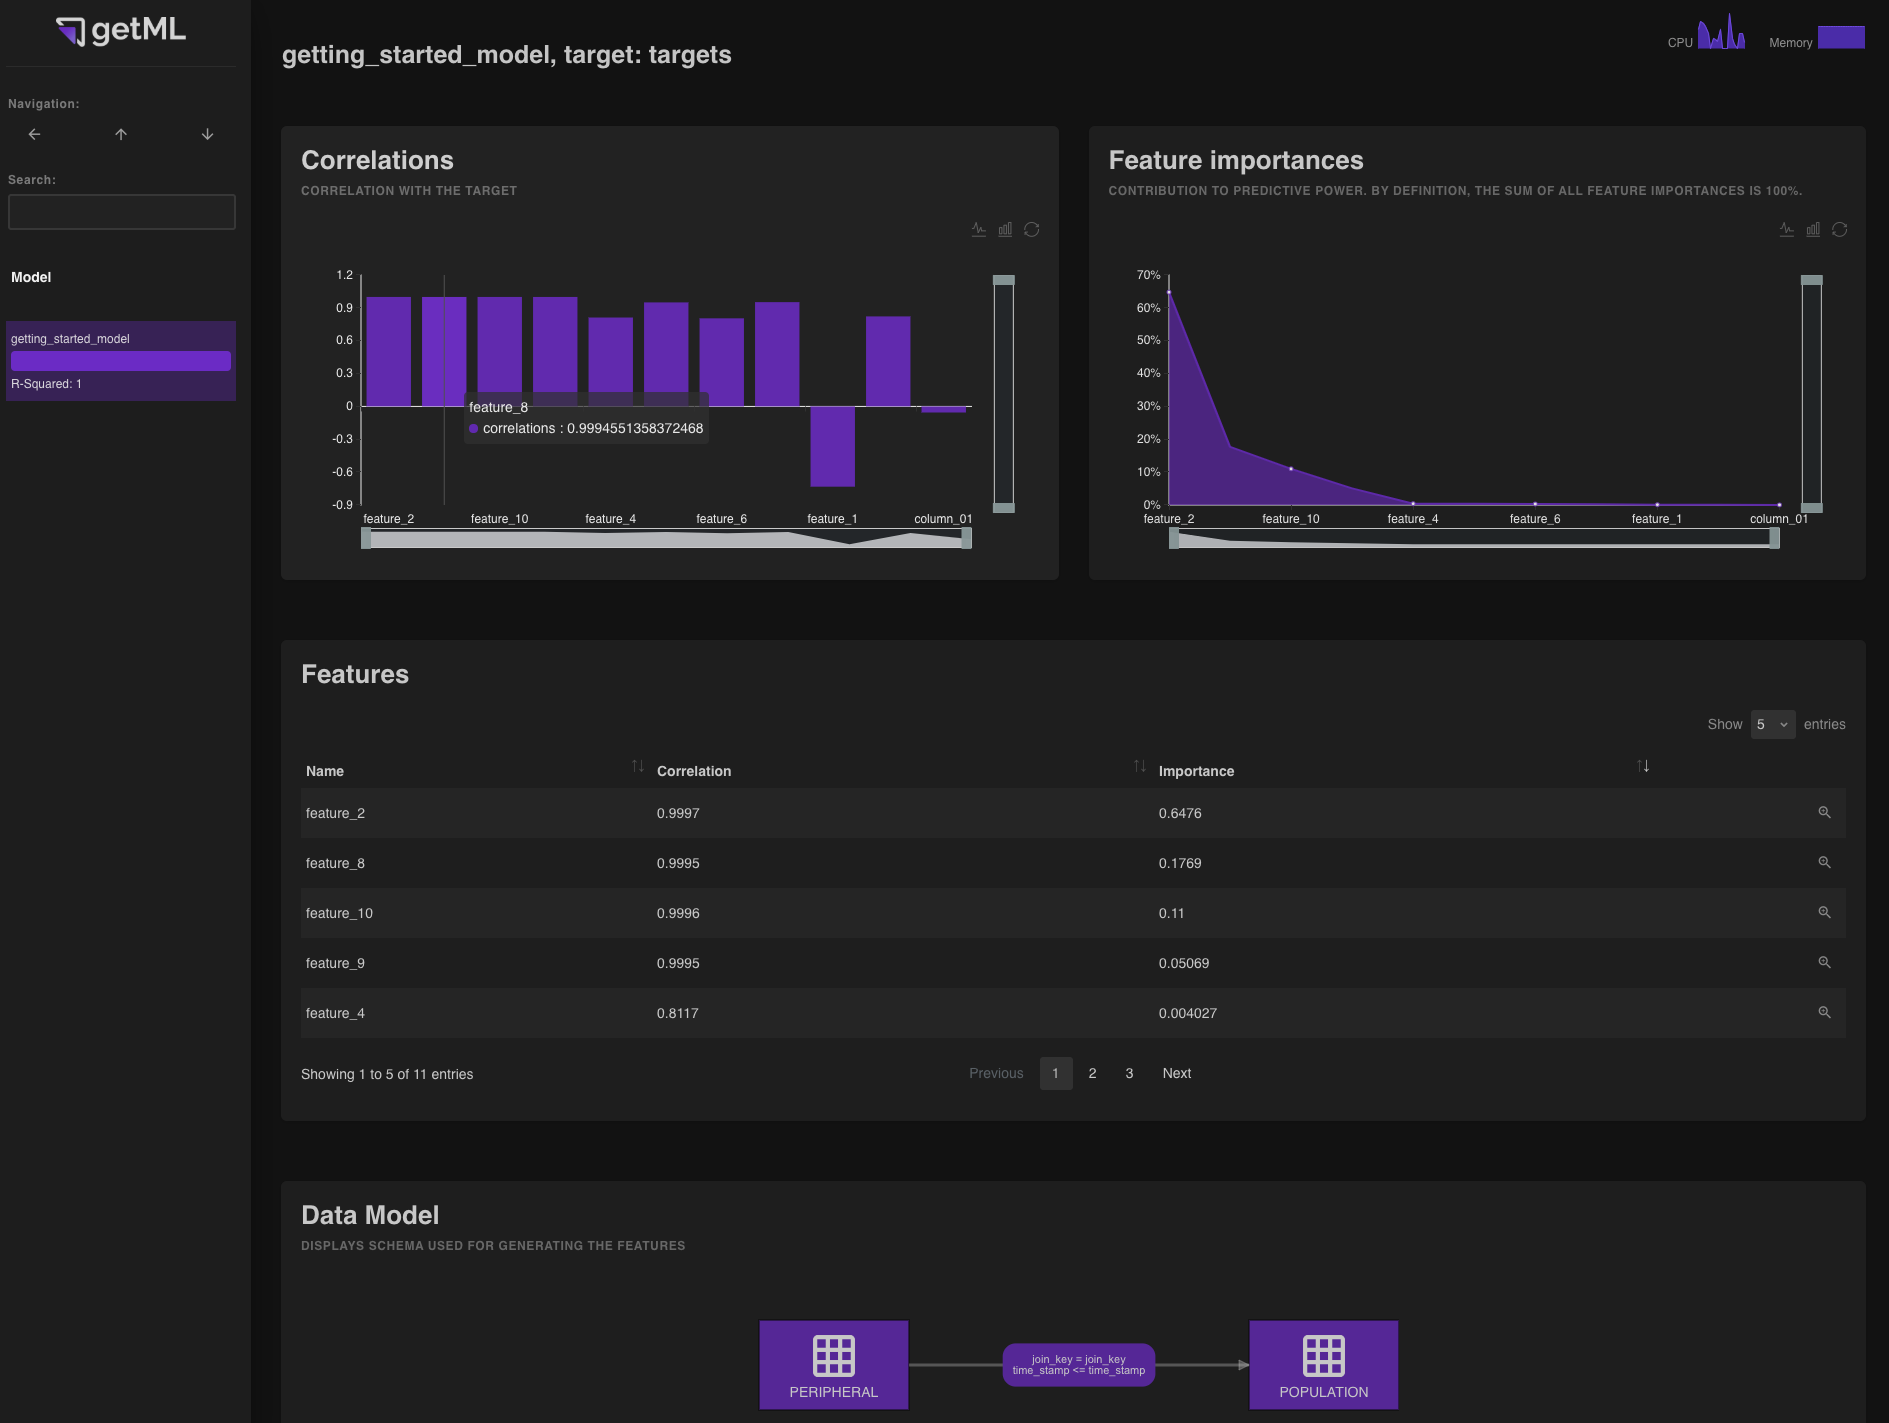 getML
Navigation:
Search:
Model
getting_started_model
R-Squared: 1
getting_started_model, target: targets
CPU
Memory
Correlations
CORRELATION WITH THE TARGET
1.2
0.9
0.6
0.3
0
-0.3
-0.6
-0.9
feature_8
correlations : 0.9994551358372468
feature_2 feature_10 feature_4 feature_6 feature_1 column_01
Feature importances
CONTRIBUTION TO PREDICTIVE POWER. BY DEFINITION, THE SUM OF ALL FEATURE IMPORTANCES IS 100%.
70%
60%
50%
40%
30%
20%
10%
0%
feature_2 feature_10 feature_4 feature_6 feature_1 column_01
Features
Show 5 entries
Name Correlation Importance
feature_2 0.9997 0.6476
feature_8 0.9995 0.1769
feature_10 0.9996 0.11
feature_9 0.9995 0.05069
feature_4 0.8117 0.004027
Showing 1 to 5 of 11 entries
Previous 1 2 3 Next
Data Model
DISPLAYS SCHEMA USED FOR GENERATING THE FEATURES
PERIPHERAL
join_key = join_key
time_stamp <= time_stamp
POPULATION